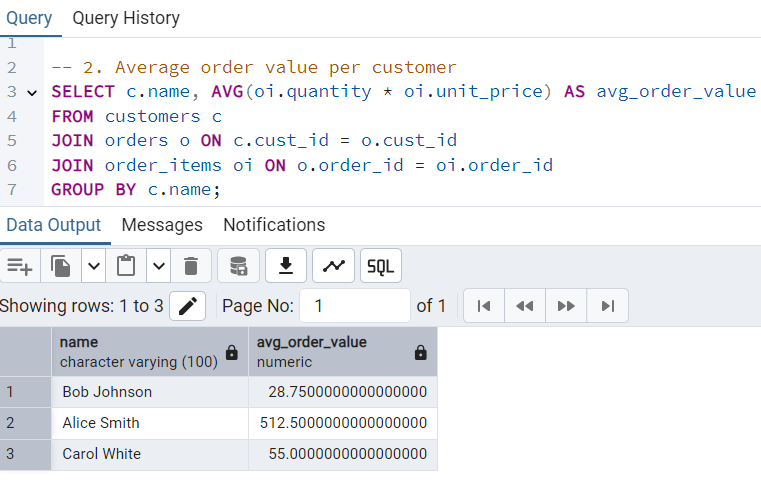 Query Query History
1
2 -- 2. Average order value per customer
3 SELECT c.name, AVG(oi.quantity * oi.unit_price) AS avg_order_value
4 FROM customers c
5 JOIN orders o ON c.cust_id = o.cust_id
6 JOIN order_items oi ON o.order_id = oi.order_id
7 GROUP BY c.name;
Data Output Messages Notifications
SQL
Showing rows: 1 to 3 Page No: 1 of 1
name avg_order_value
character varying (100) numeric
1 Bob Johnson 28.7500000000000000
2 Alice Smith 512.5000000000000000
3 Carol White 55.0000000000000000